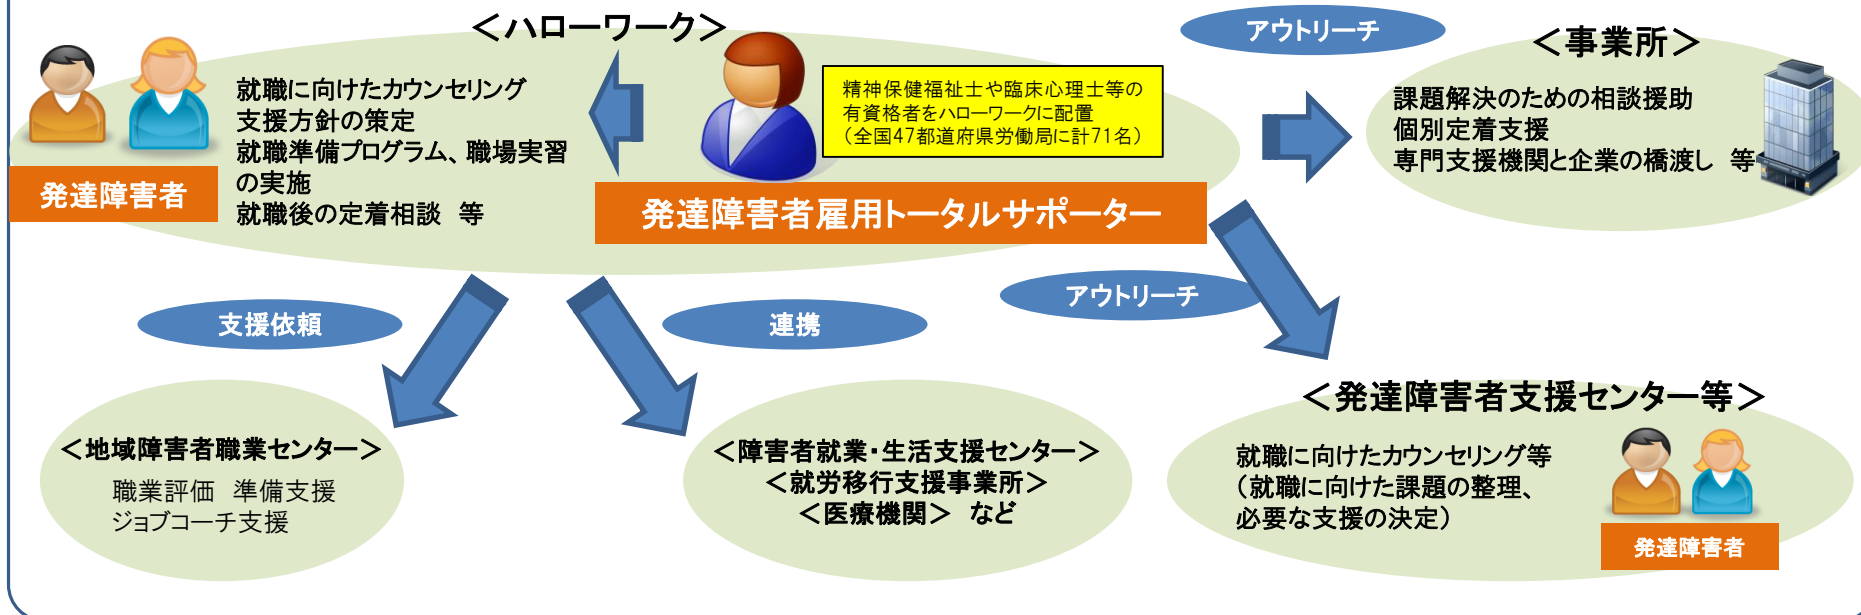 ＜ハローワーク＞
発達障害者
就職に向けたカウンセリング
支援方針の策定
就職準備プログラム、職場実習
の実施
就職後の定着相談　等
精神保健福祉士や臨床心理士等の
有資格者をハローワークに配置
（全国47都道府県労働局に計71名）
発達障害者雇用トータルサポーター
アウトリーチ
＜事業所＞
課題解決のための相談援助
個別定着支援
専門支援機関と企業の橋渡し　等
支援依頼
連携
アウトリーチ
＜地域障害者職業センター＞
職業評価　準備支援
ジョブコーチ支援
＜障害者就業・生活支援センター＞
＜就労移行支援事業所＞
＜医療機関＞　など
＜発達障害者支援センター等＞
就職に向けたカウンセリング等
（就職に向けた課題の整理、
必要な支援の決定）
発達障害者